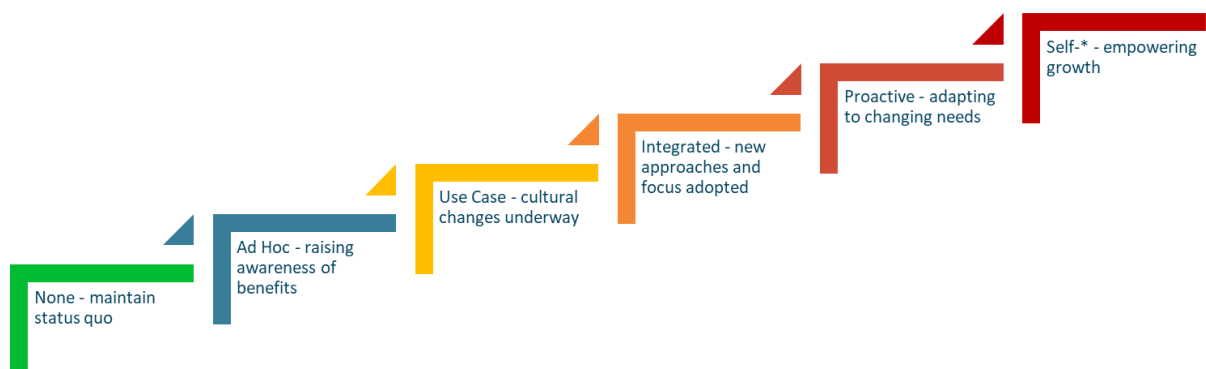 None - maintain
status quo
Ad Hoc - raising
awareness of
benefits
Use Case - cultural
changes underway
Integrated - new
approaches and
focus adopted
Proactive - adapting
to changing needs
Self-* - empowering
growth